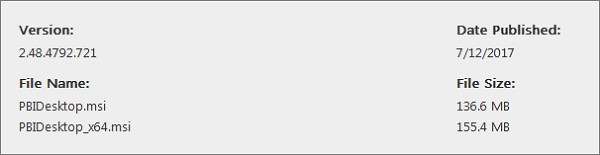 Version:
Date Published:
2.48.4792.721
7/12/2017
File Name:
File Size:
PBIDesktop.msi
136.6 MB
PBIDesktop_x64.msi
155.4 MB